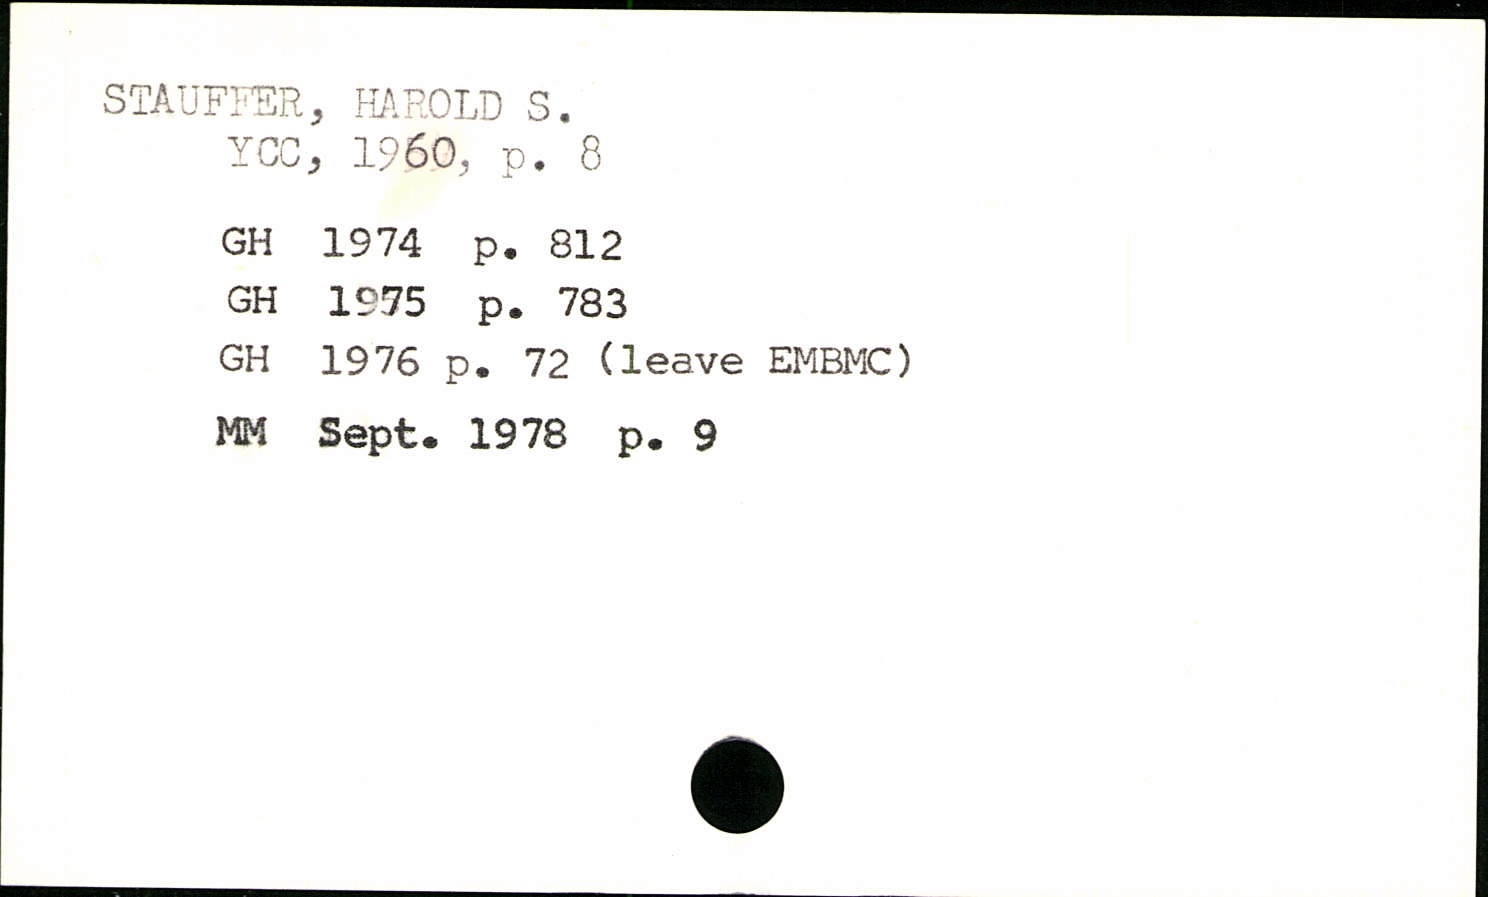 STAUFFER, HAROLD S.
YCC, 1960, p. 8
GH 1974 p. 812
GH 1975 p. 783
GH 1976 p. 72 (leave EMBMC)
MM Sept. 1978 p. 9